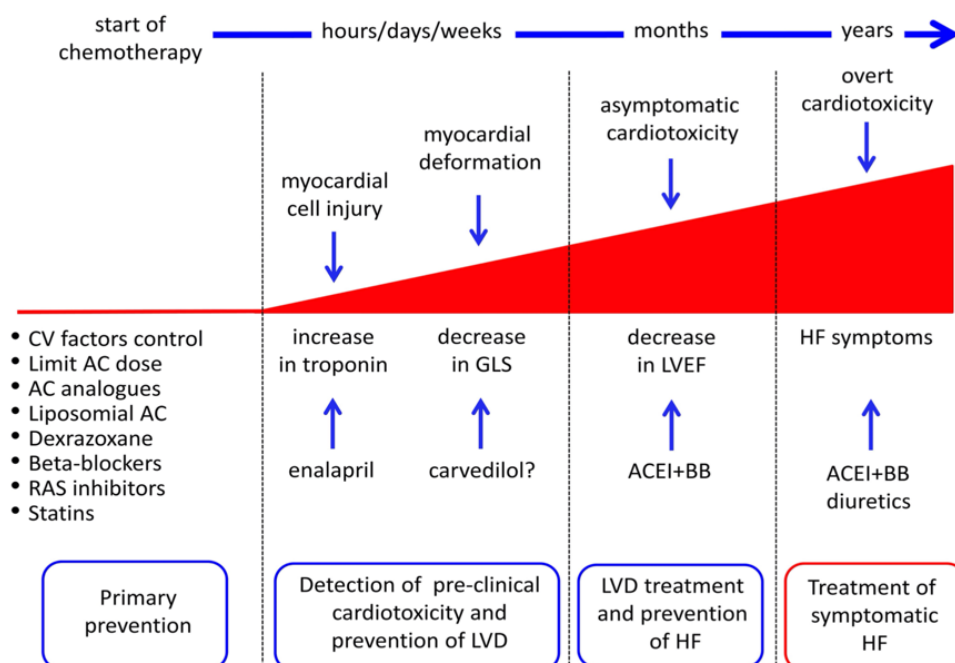 start of
chemotherapy
hours/days/weeks
months
years
myocardial
cell injury
myocardial
deformation
asymptomatic
cardiotoxicity
overt
cardiotoxicity
• CV factors control
• Limit AC dose
• AC analogues
• Liposomial AC
• Dexrazoxane
• Beta-blockers
• RAS inhibitors
• Statins
increase
in troponin
decrease
in GLS
decrease
in LVEF
HF symptoms
enalapril
carvedilol?
ACEI+BB
ACEI+BB
diuretics
Primary
prevention
Detection of pre-clinical
cardiotoxicity and
prevention of LVD
LVD treatment
and prevention
of HF
Treatment of
symptomatic
HF